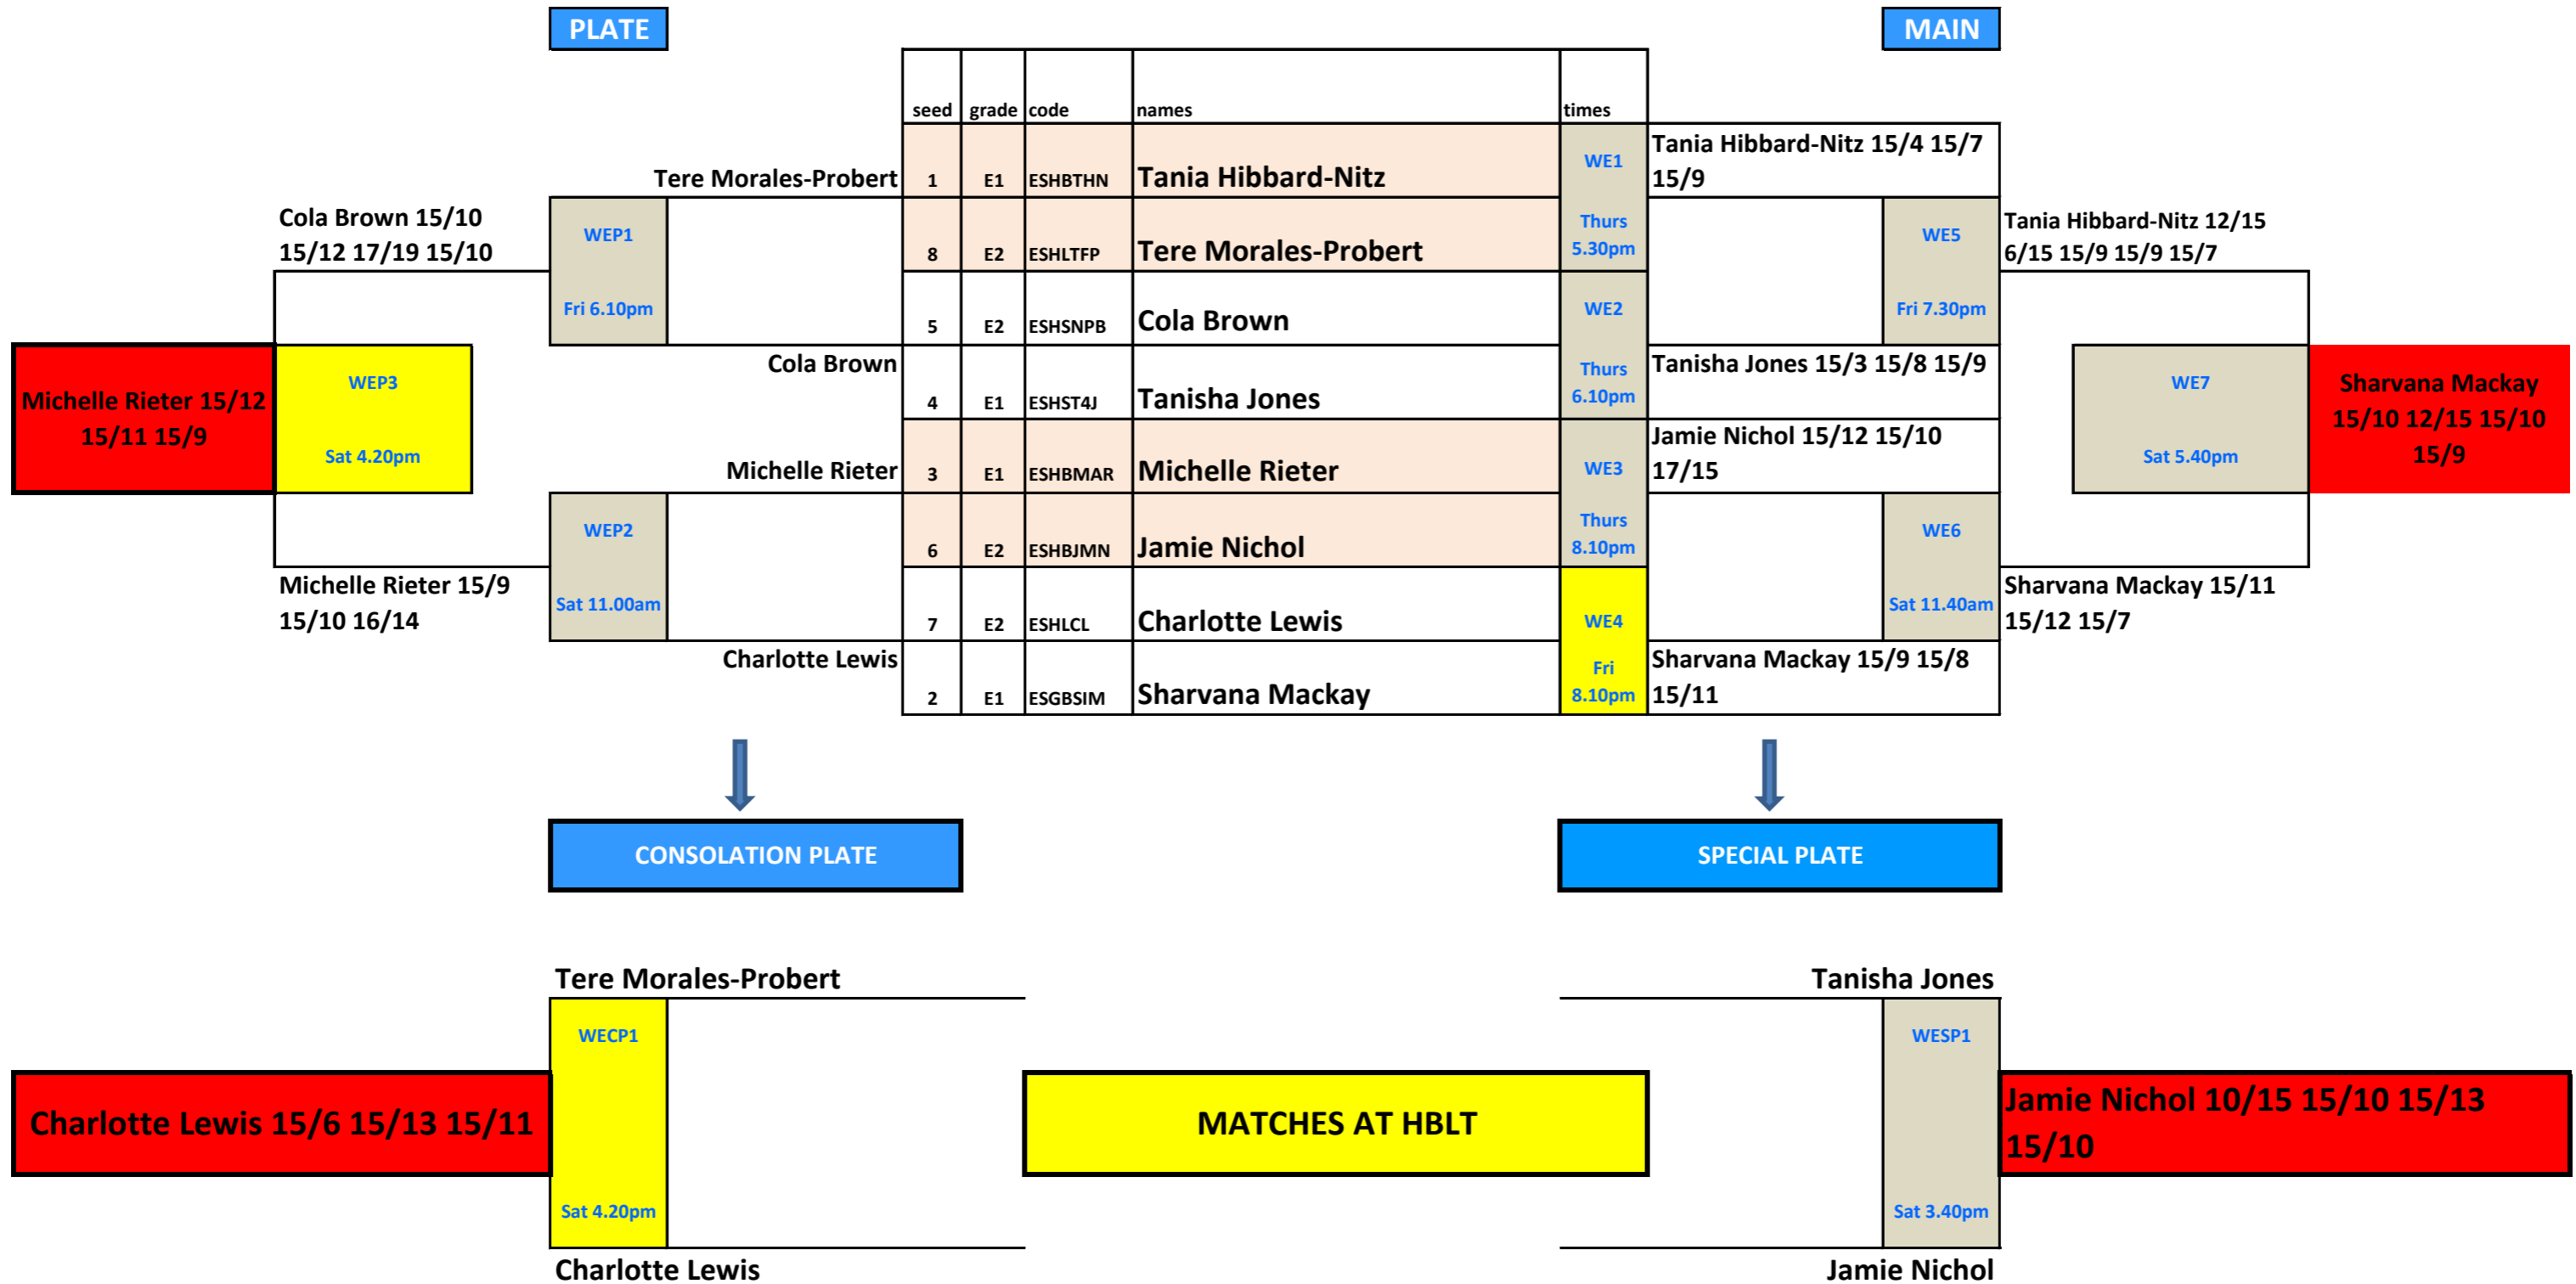 PLATE
MAIN
seed grade code names times
Tania Hibbard-Nitz 15/4 15/7
15/9
Tere Morales-Probert
1 E1 ESHBTHN Tania Hibbard-Nitz
WE1
Thurs
5.30pm
8 E2 ESHLTFP Tere Morales-Probert
Cola Brown 15/10
15/12 17/19 15/10
WEP1
Fri 6.10pm
WE5
Fri 7.30pm
Tania Hibbard-Nitz 12/15
6/15 15/9 15/9 15/7
5 E2 ESHSNPB Cola Brown
WE2
Thurs
6.10pm
Cola Brown
4 E1 ESHST4J Tanisha Jones
Tanisha Jones 15/3 15/8 15/9
Michelle Rieter 15/12
15/11 15/9
WEP3
Sat 4.20pm
WE7
Sat 5.40pm
Sharvana Mackay
15/10 12/15 15/10
15/9
Jamie Nichol 15/12 15/10
17/15
Michelle Rieter
3 E1 ESHBMAR Michelle Rieter
WE3
Thurs
8.10pm
6 E2 ESHBJMN Jamie Nichol
WEP2
Sat 11.00am
WE6
Sat 11.40am
Michelle Rieter 15/9
15/10 16/14
Sharvana Mackay 15/11
15/12 15/7
7 E2 ESHLCL Charlotte Lewis
WE4
Fri
8.10pm
Charlotte Lewis
2 E1 ESGBSIM Sharvana Mackay
Sharvana Mackay 15/9 15/8
15/11
CONSOLATION PLATE
SPECIAL PLATE
Tere Morales-Probert
Tanisha Jones
WECP1
WESP1
Charlotte Lewis 15/6 15/13 15/11
MATCHES AT HBLT
Jamie Nichol 10/15 15/10 15/13
15/10
Sat 4.20pm
Sat 3.40pm
Charlotte Lewis
Jamie Nichol